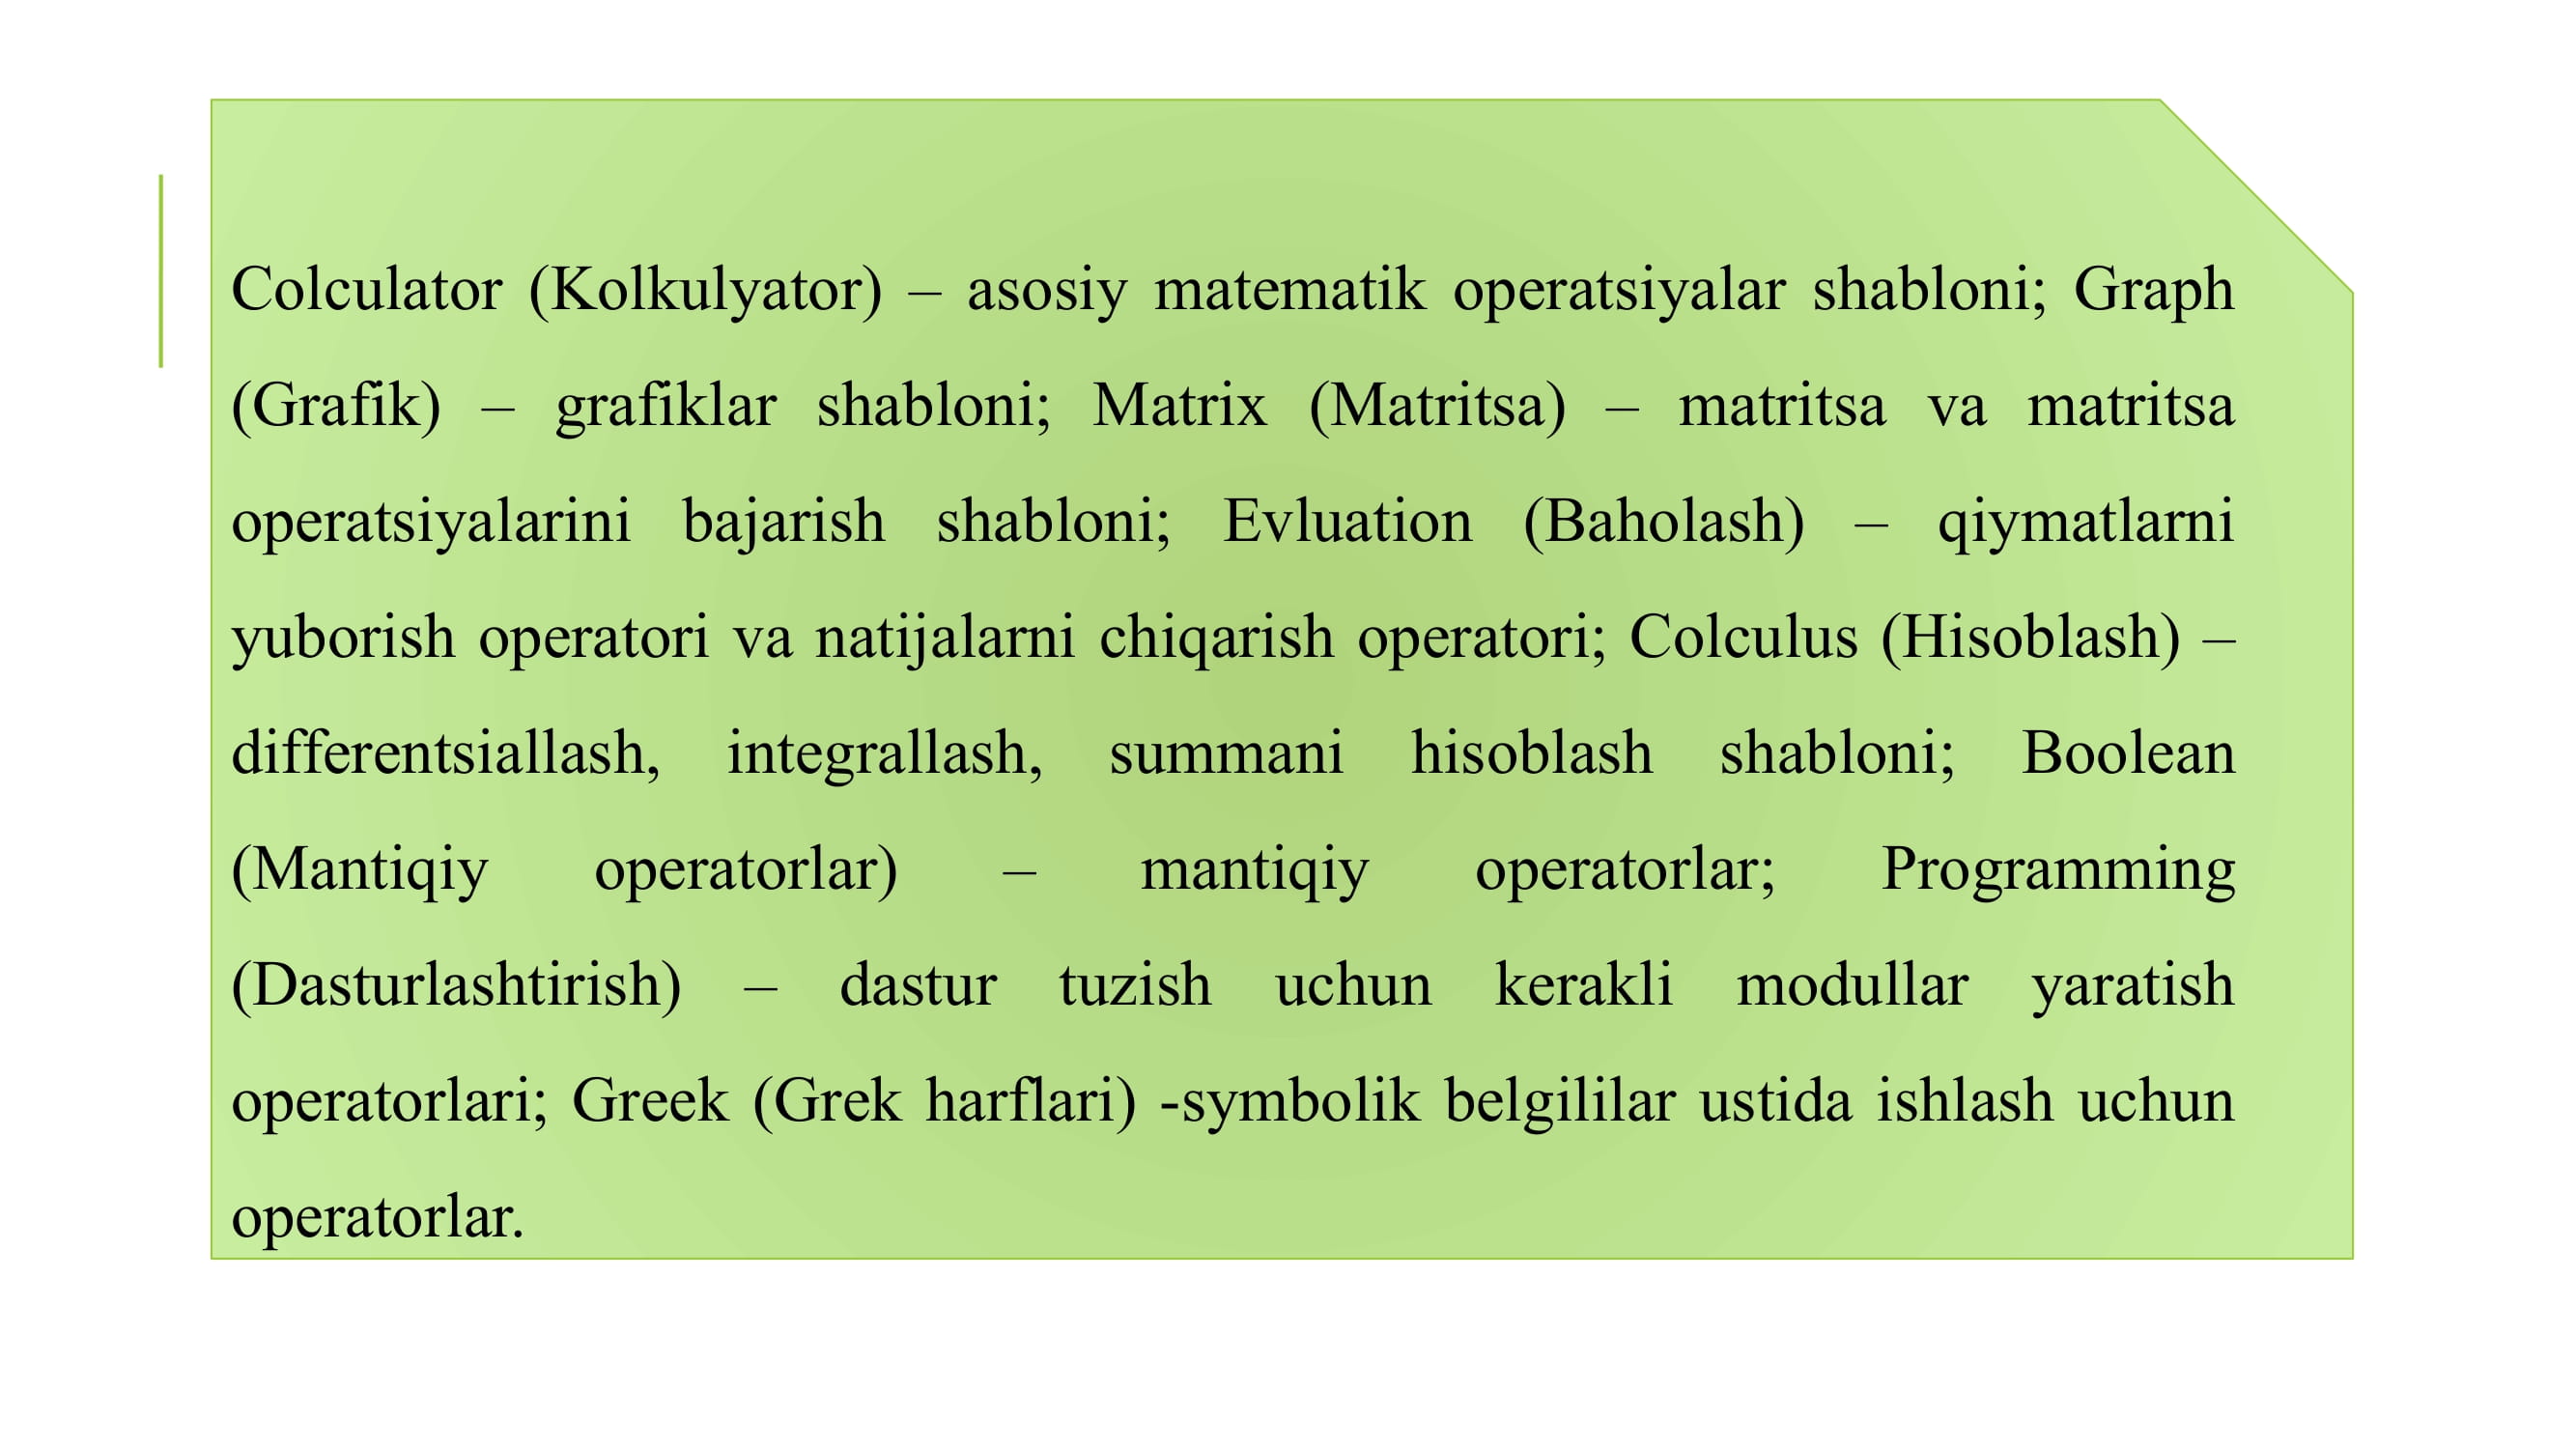 Colculator (Kolkulyator) – asosiy matematik operatsiyalar shabloni; Graph
(Grafik) – grafiklar shabloni; Matrix (Matritsa) – matritsa va matritsa
operatsiyalarini bajarish shabloni; Evluation (Baholash) – qiymatlarni
yuborish operatori va natijalarni chiqarish operatori; Colculus (Hisoblash) –
differentsiallash, integrallash, summani hisoblash shabloni; Boolean
(Mantiqiy operatorlar) – mantiqiy operatorlar; Programming
(Dasturlashtirish) – dastur tuzish uchun kerakli modullar yaratish
operatorlari; Greek (Grek harflari) -symbolik belgililar ustida ishlash uchun
operatorlar.